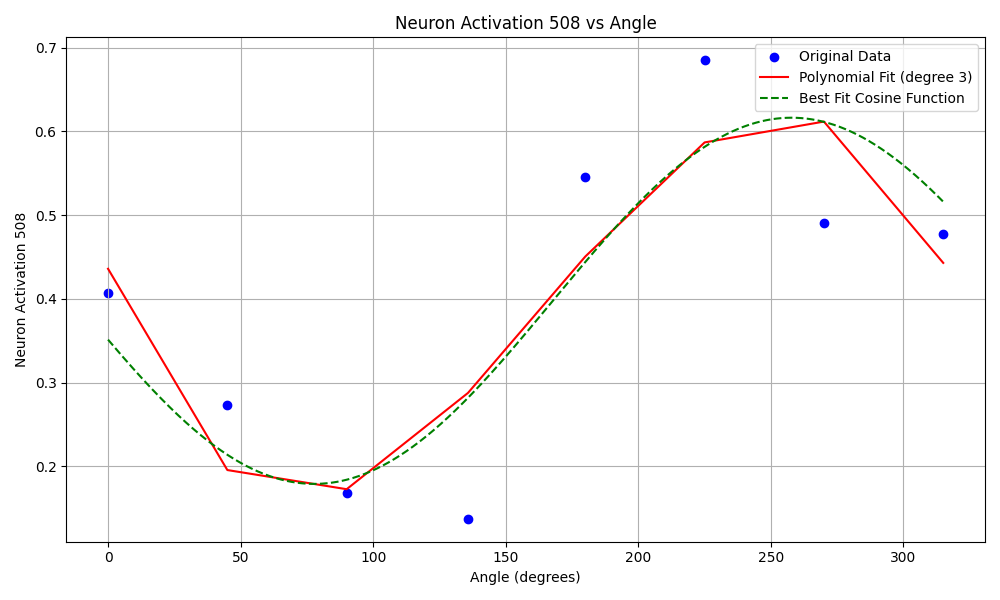 Neuron Activation 508 vs Angle
Original Data
Polynomial Fit (degree 3)
Best Fit Cosine Function
Neuron Activation 508
0.7
0.6
0.5
0.4
0.3
0.2
0 50 100 150 200 250 300
Angle (degrees)